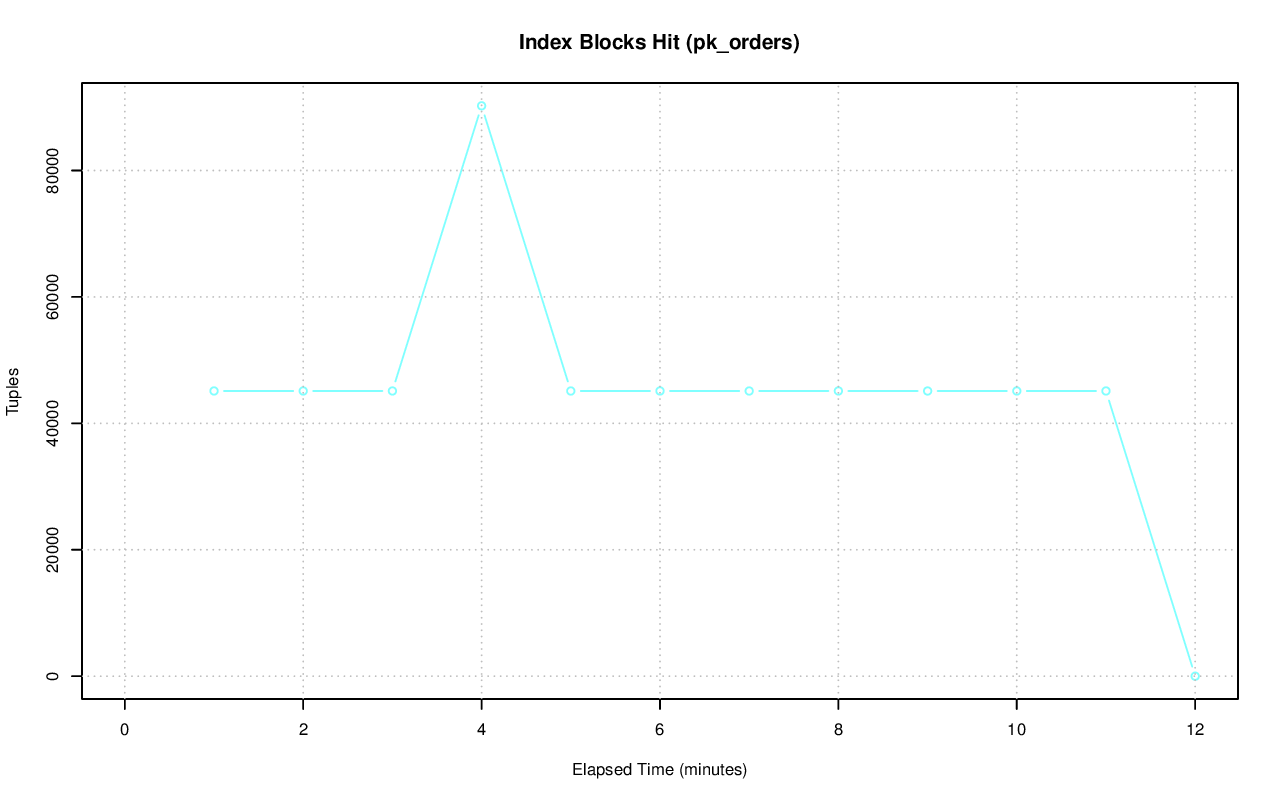 Index Blocks Hit (pk_orders)
Tuples
80000
60000
40000
20000
0
0 2 4 6 8 10 12
Elapsed Time (minutes)